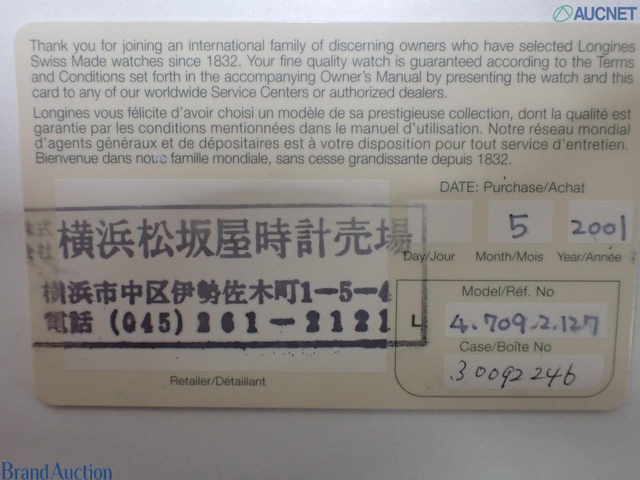 AUCNET
Thank you for joining an international family of discerning owners who have selected Longines
Swiss Made watches since 1832. Your fine quality watch is guaranteed according to the Terms
and Conditions set forth in the accompanying Owner's Manual by presenting the watch and this
card to any of our worldwide Service Centers or authorized dealers.
Longines vous félicite d'avoir choisi un modèle de sa prestigieuse collection, dont la qualité est
garantie par les conditions mentionnées dans le manuel d'utilisation. Notre réseau mondial
d'agents généraux et de dépositaires est à votre disposition pour tout service d'entretien.
Bienvenue dans notre famille mondiale, sans cesse grandissante depuis 1832.
DATE: Purchase/Achat
5 2001
Day/Jour Month/Mois Year/Année
株式会社 横浜松坂屋時計売場
横浜市中区伊勢佐木町1-5-4
電話 (045) 261-2121
Retailer/Détaillant
Model/Réf. No
L 4.709.2.127
Case/Boîte No
30092246
Brand Auction